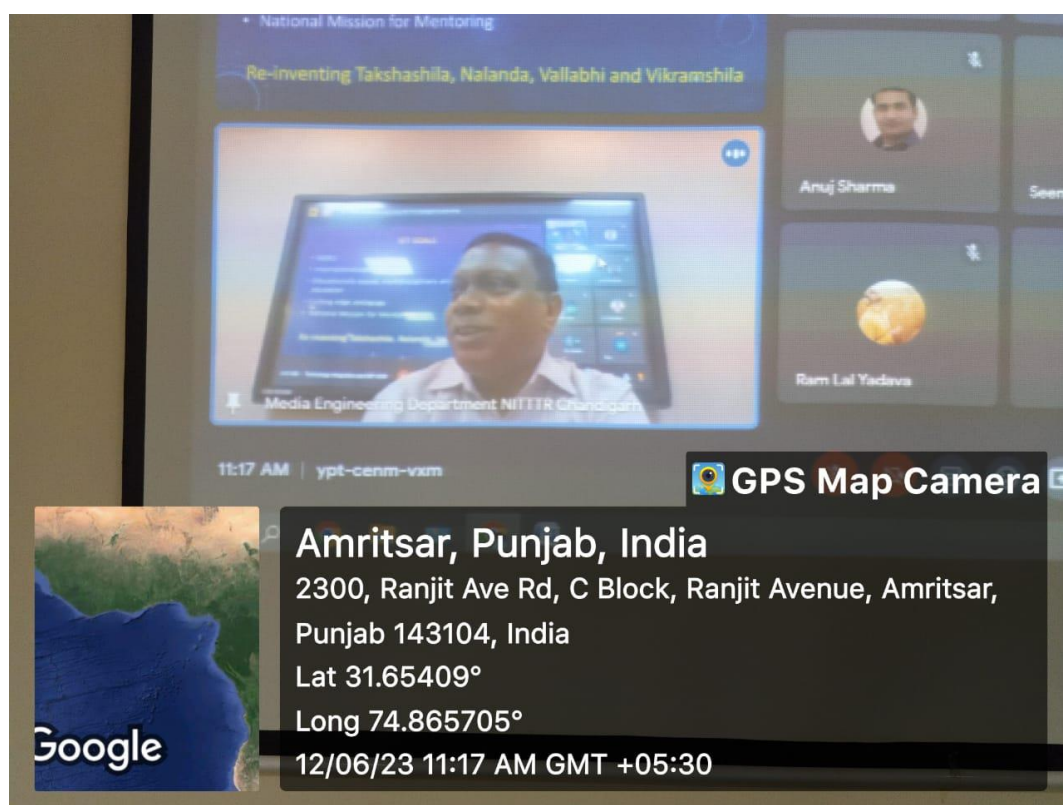 • National Mission for Mentoring
Re-inventing Takshashila, Nalanda, Vallabhi and Vikramshila
Anuj Sharma
Seem
Media Engineering Department NITTTR Chandigarh
Ram Lal Yadava
11:17 AM | ypt-cenm-vxm
GPS Map Camera
Amritsar, Punjab, India
2300, Ranjit Ave Rd, C Block, Ranjit Avenue, Amritsar,
Punjab 143104, India
Lat 31.65409°
Long 74.865705°
12/06/23 11:17 AM GMT +05:30
Google